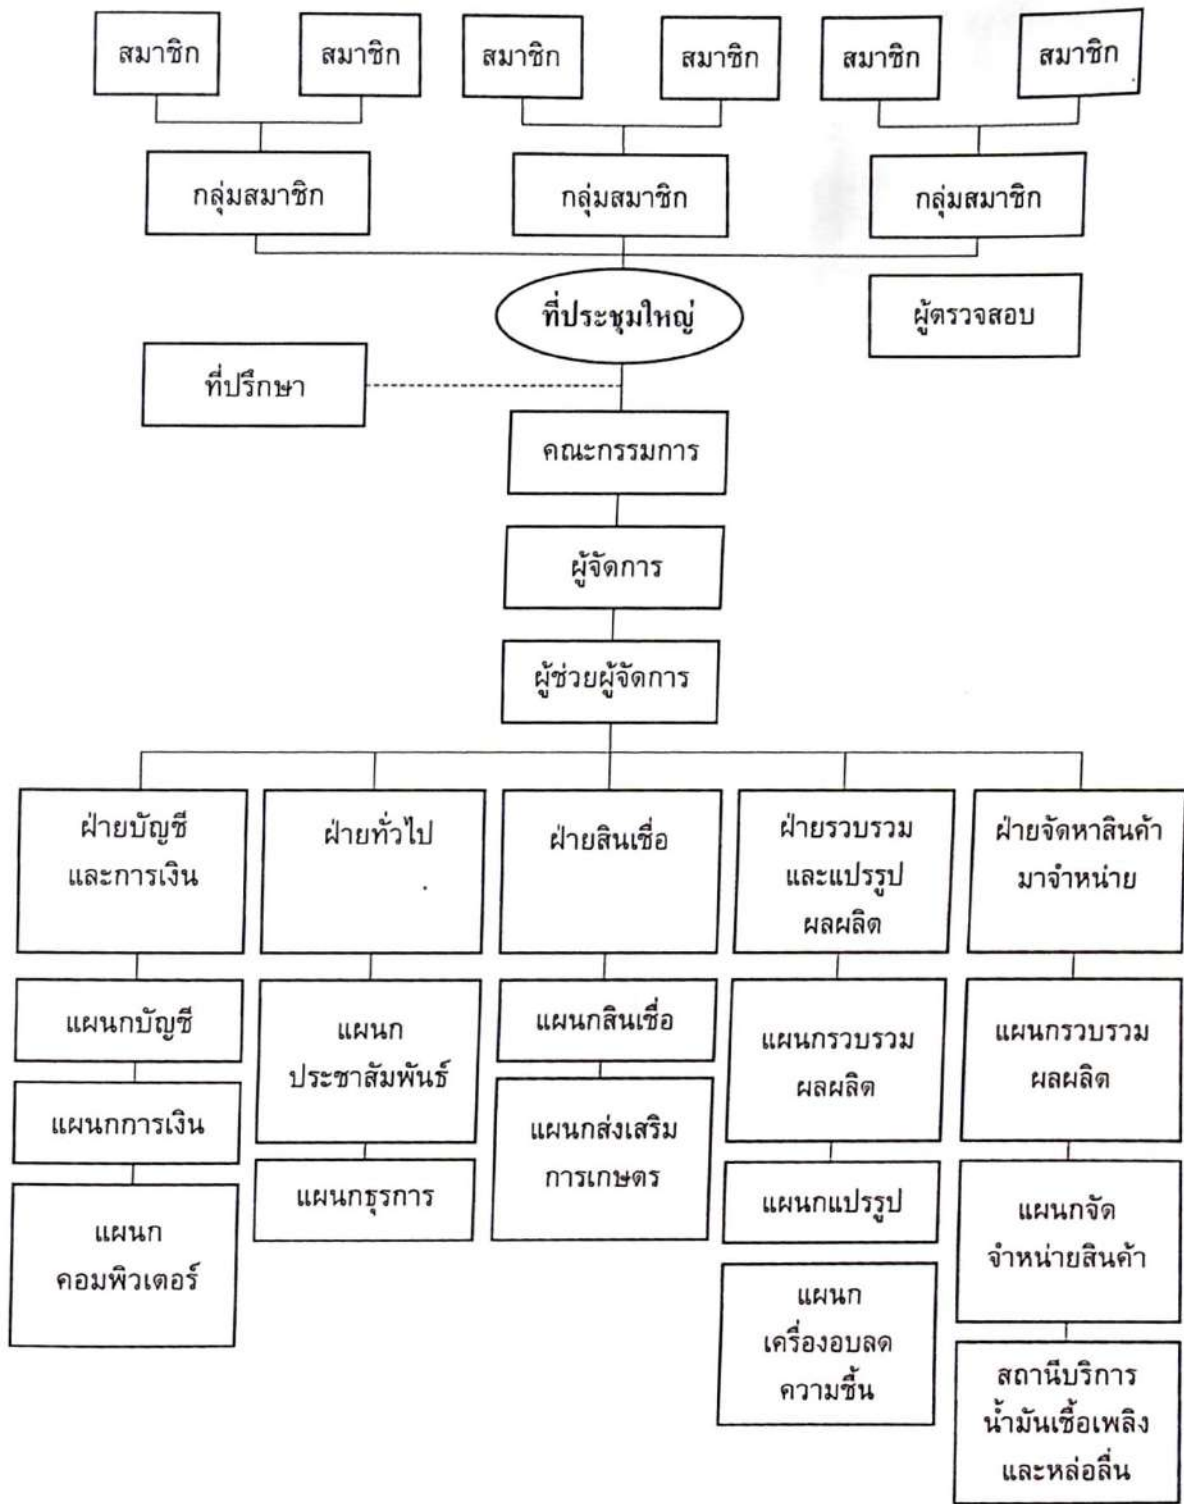 สมาชิก
สมาชิก
สมาชิก
สมาชิก
สมาชิก
สมาชิก
กลุ่มสมาชิก
กลุ่มสมาชิก
กลุ่มสมาชิก
ที่ประชุมใหญ่
ผู้ตรวจสอบ
ที่ปรึกษา
คณะกรรมการ
ผู้จัดการ
ผู้ช่วยผู้จัดการ
ฝ่ายบัญชี
และการเงิน
ฝ่ายทั่วไป
ฝ่ายสินเชื่อ
ฝ่ายรวบรวม
และแปรรูป
ผลผลิต
ฝ่ายจัดหาสินค้า
มาจำหน่าย
แผนกบัญชี
แผนกการเงิน
แผนก
คอมพิวเตอร์
แผนก
ประชาสัมพันธ์
แผนกธุรการ
แผนกสินเชื่อ
แผนกส่งเสริม
การเกษตร
แผนกรวบรวม
ผลผลิต
แผนกแปรรูป
แผนก
เครื่องอบลด
ความชื้น
แผนกรวบรวม
ผลผลิต
แผนกจัด
จำหน่ายสินค้า
สถานีบริการ
น้ำมันเชื้อเพลิง
และหล่อลื่น